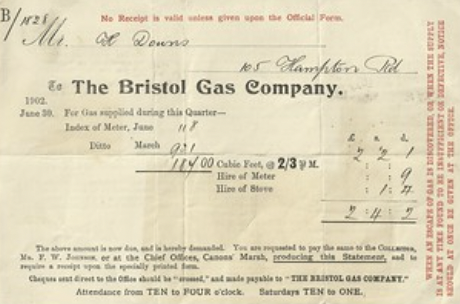 B/1828
No Receipt is valid unless given upon the Official Form.
Mr. H Downs
105 Hampton Rd
To The Bristol Gas Company.
1902.
June 30. For Gas supplied during this Quarter—
Index of Meter, June 118
Ditto March 921
£ s. d.
18700 Cubic Feet, @ 2/3 P M. 2 2 1
Hire of Meter : : 9
Hire of Stove : 1 :
2 : 4 :
The above amount is now due, and is hereby demanded. You are requested to pay the same to the Collector,
Mr. F. W. Johnson, or at the Chief Offices, Canons' Marsh, producing this Statement, and to
require a receipt upon the specially printed form.
Cheques sent direct to the Office should be "crossed," and made payable to "THE BRISTOL GAS COMPANY."
Attendance from TEN to FOUR o'clock. Saturdays TEN to ONE.
WHEN AN ESCAPE OF GAS IS DISCOVERED, OR WHEN THE SUPPLY
IS AT ANY TIME FOUND TO BE INSUFFICIENT OR DEFECTIVE, NOTICE
SHOULD AT ONCE BE GIVEN AT THE OFFICE.